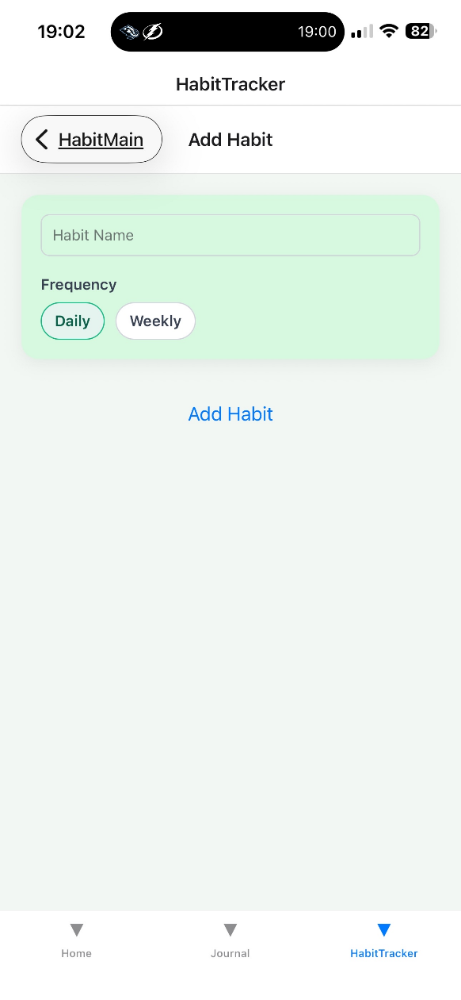 19:02
19:00
82
HabitTracker
HabitMain
Add Habit
Habit Name
Frequency
Daily
Weekly
Add Habit
Home
Journal
HabitTracker